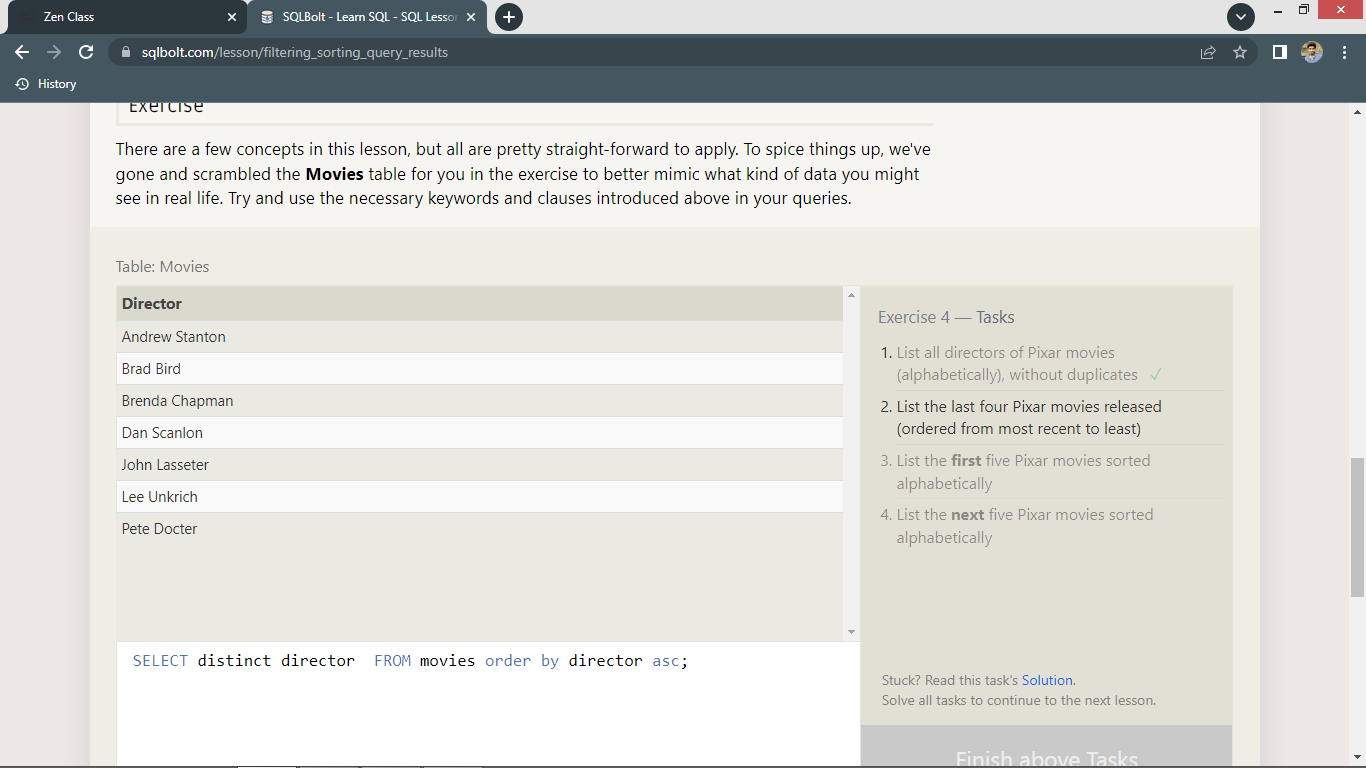 Zen Class
SQLBolt - Learn SQL - SQL Lesson
sqlbolt.com/lesson/filtering_sorting_query_results
History
Exercise
There are a few concepts in this lesson, but all are pretty straight-forward to apply. To spice things up, we've
gone and scrambled the Movies table for you in the exercise to better mimic what kind of data you might
see in real life. Try and use the necessary keywords and clauses introduced above in your queries.
Table: Movies
Director
Andrew Stanton
Brad Bird
Brenda Chapman
Dan Scanlon
John Lasseter
Lee Unkrich
Pete Docter
SELECT distinct director  FROM movies order by director asc;
Exercise 4 — Tasks
1. List all directors of Pixar movies
(alphabetically), without duplicates ✓
2. List the last four Pixar movies released
(ordered from most recent to least)
3. List the first five Pixar movies sorted
alphabetically
4. List the next five Pixar movies sorted
alphabetically
Stuck? Read this task's Solution.
Solve all tasks to continue to the next lesson.
Finish above Tasks